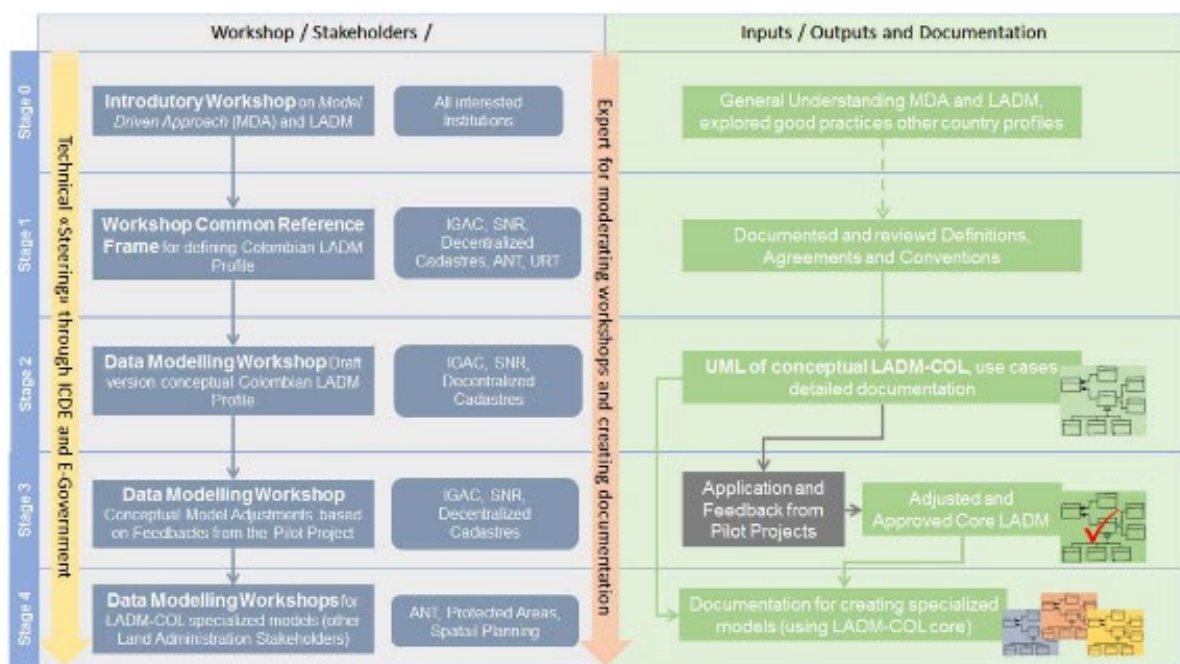 Workshop / Stakeholders /
Inputs / Outputs and Documentation
Stage 0
Introdutory Workshop on Model
Driven Approach (MDA) and LADM
All interested
Institutions
General Understanding MDA and LADM,
explored good practices other country profiles
Technical «Steering» through ICDE and E-Government
Expert for moderating workshops and creating documentation
Stage 1
Workshop Common Reference
Frame for defining Colombian LADM
Profile
IGAC, SNR,
Decentralized
Cadastres, ANT, URT
Documented and reviewd Definitions,
Agreements and Conventions
Stage 2
Data Modelling Workshop Draft
version conceptual Colombian LADM
Profile
IGAC, SNR,
Decentralized
Cadastres
UML of conceptual LADM-COL, use cases
detailed documentation
Stage 3
Data Modelling Workshop
Conceptual Model Adjustments based
on Feedbacks from the Pilot Project
IGAC, SNR,
Decentralized
Cadastres
Application and
Feedback from
Pilot Projects
Adjusted and
Approved Core LADM
Stage 4
Data Modelling Workshops for
LADM-COL specialized models (other
Land Administration Stakeholders)
ANT, Protected Areas,
Spatail Planning
Documentation for creating specialized
models (using LADM-COL core)